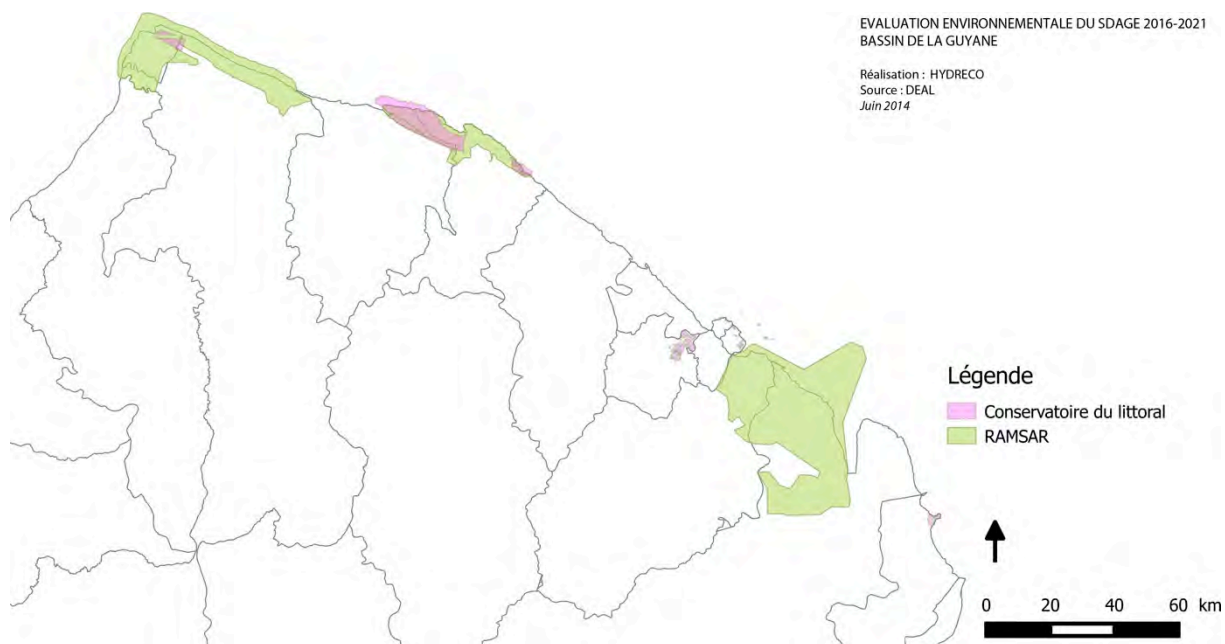 EVALUATION ENVIRONNEMENTALE DU SDAGE 2016-2021
BASSIN DE LA GUYANE
Réalisation : HYDRECO
Source : DEAL
Juin 2014
Légende
Conservatoire du littoral
RAMSAR
0 20 40 60 km